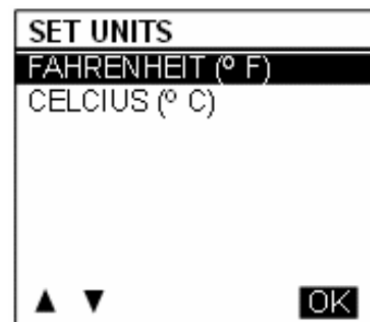 SET UNITS
FAHRENHEIT (º F)
CELCIUS (º C)
▲ ▼ OK